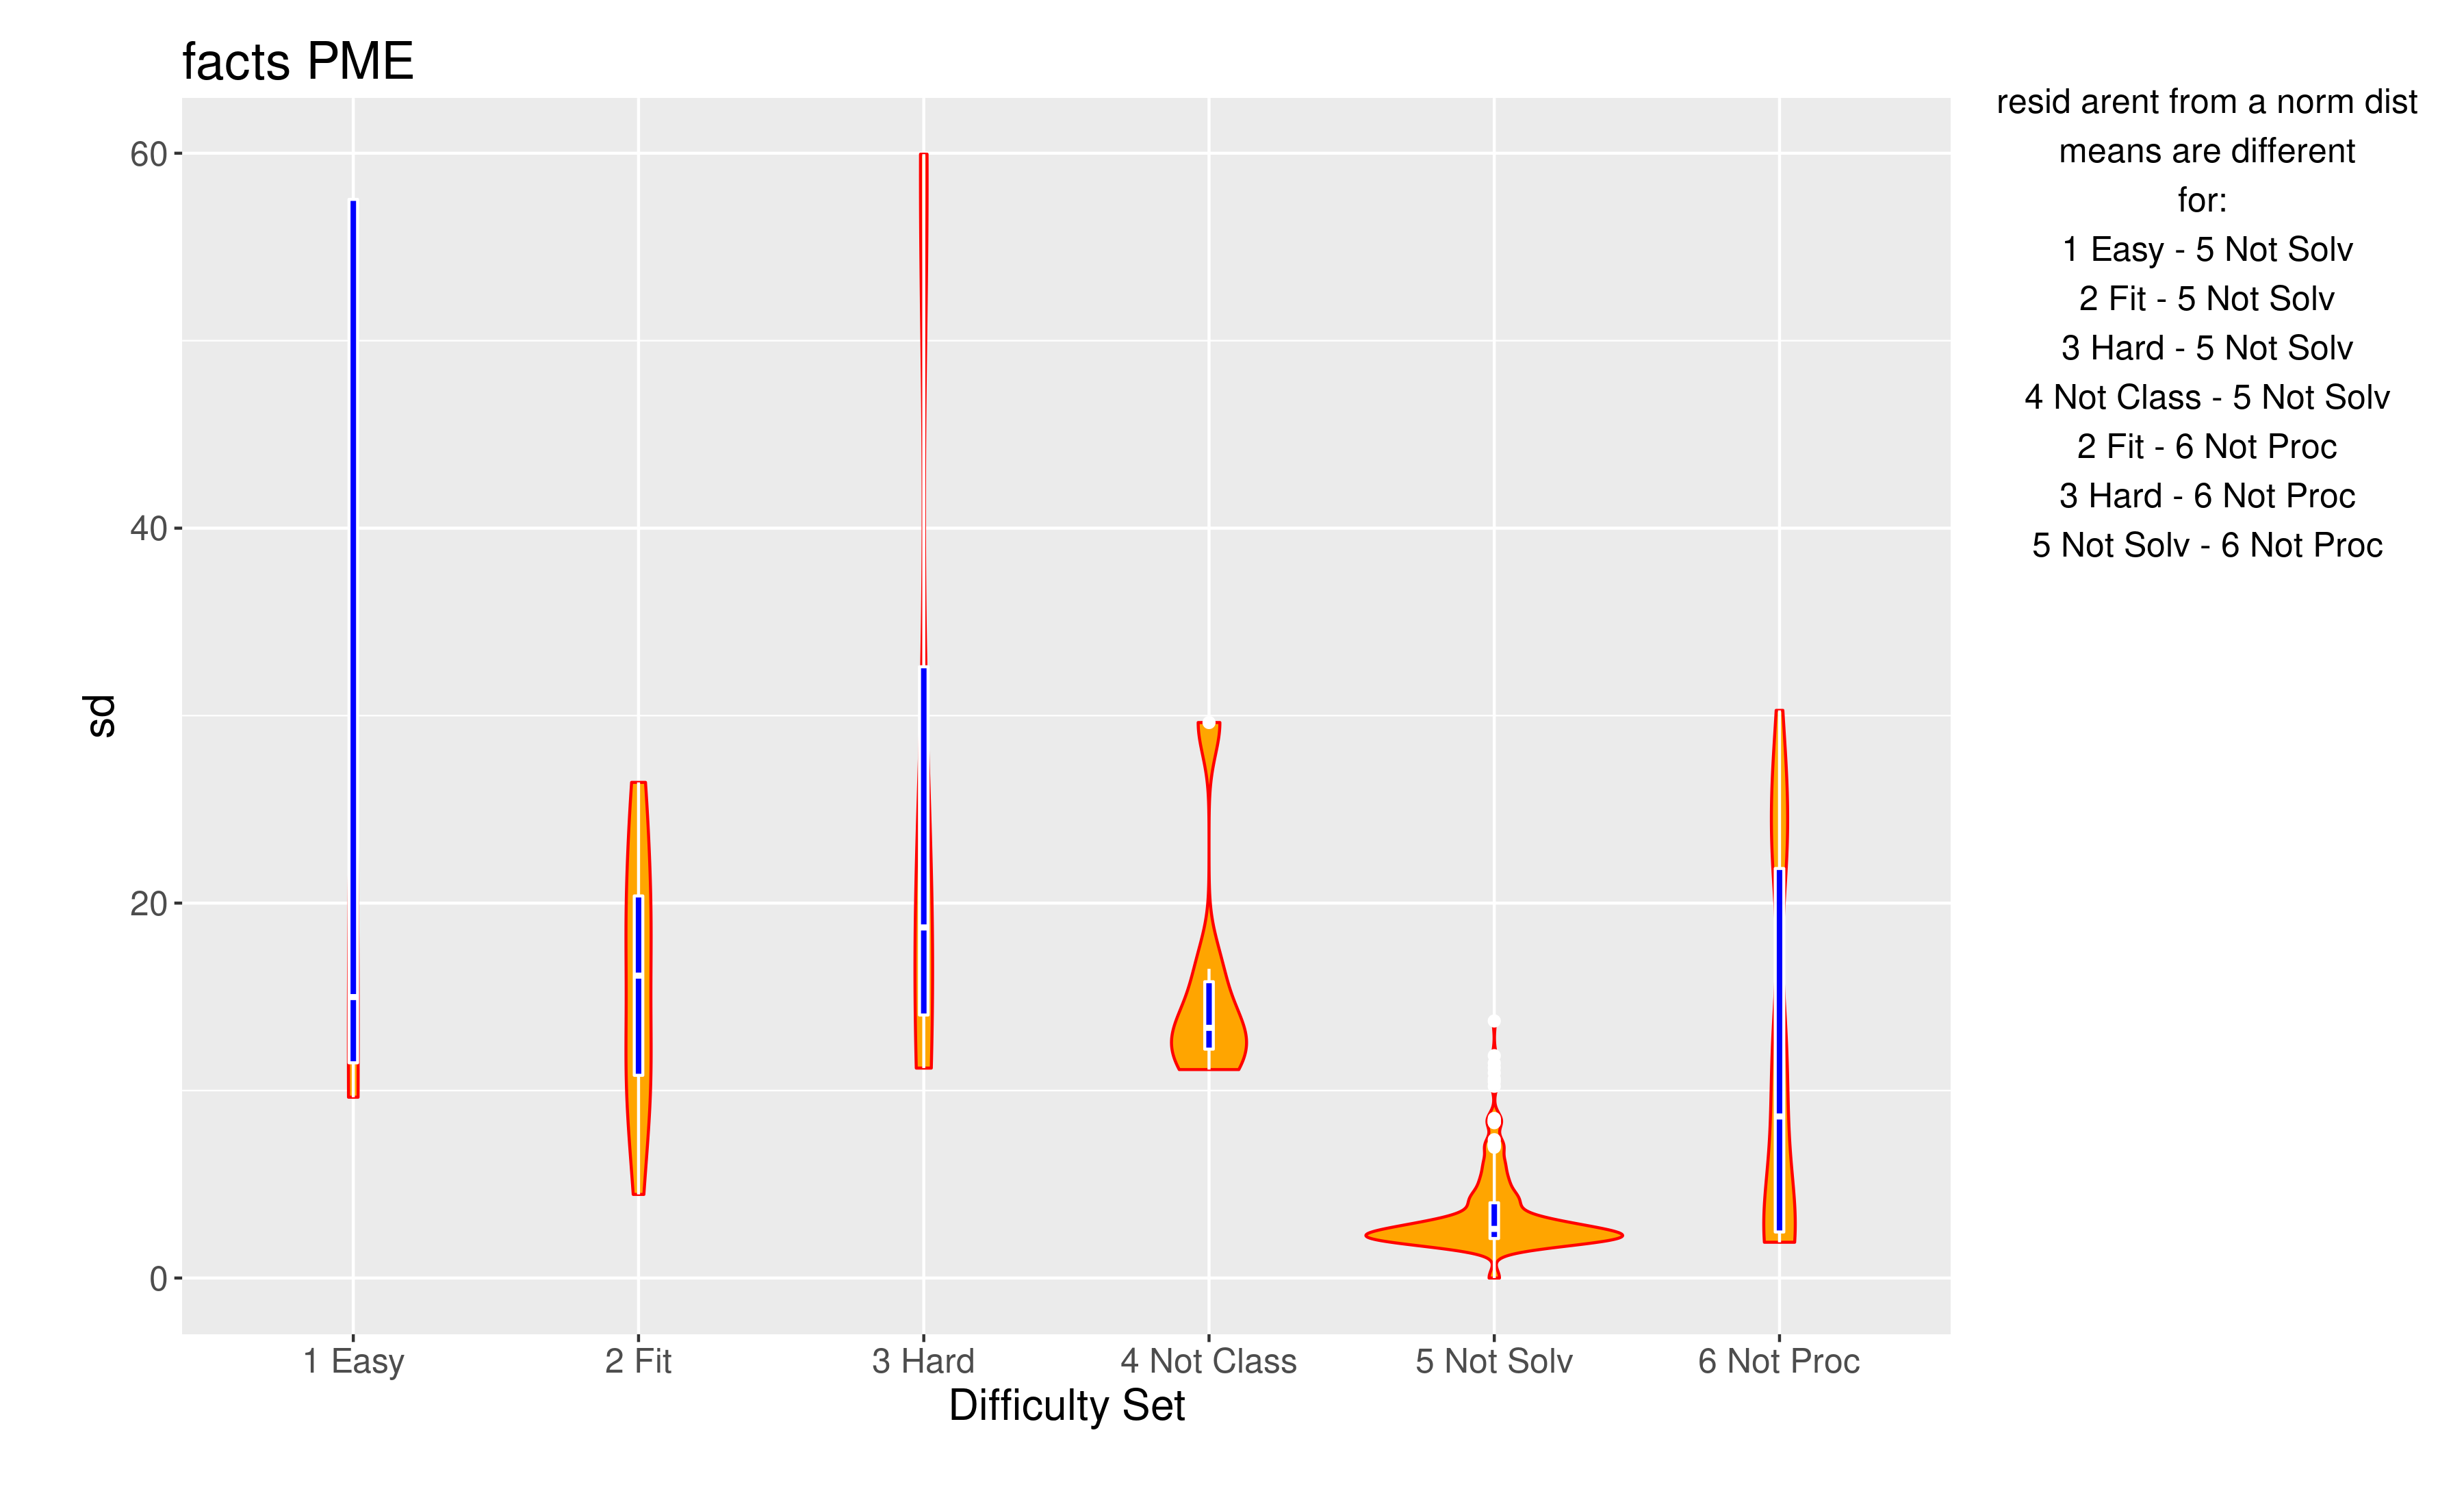 facts PME
resid arent from a norm dist
means are different
for:
1 Easy - 5 Not Solv
2 Fit - 5 Not Solv
3 Hard - 5 Not Solv
4 Not Class - 5 Not Solv
2 Fit - 6 Not Proc
3 Hard - 6 Not Proc
5 Not Solv - 6 Not Proc
60
40
20
0
sd
1 Easy
2 Fit
3 Hard
4 Not Class
5 Not Solv
6 Not Proc
Difficulty Set